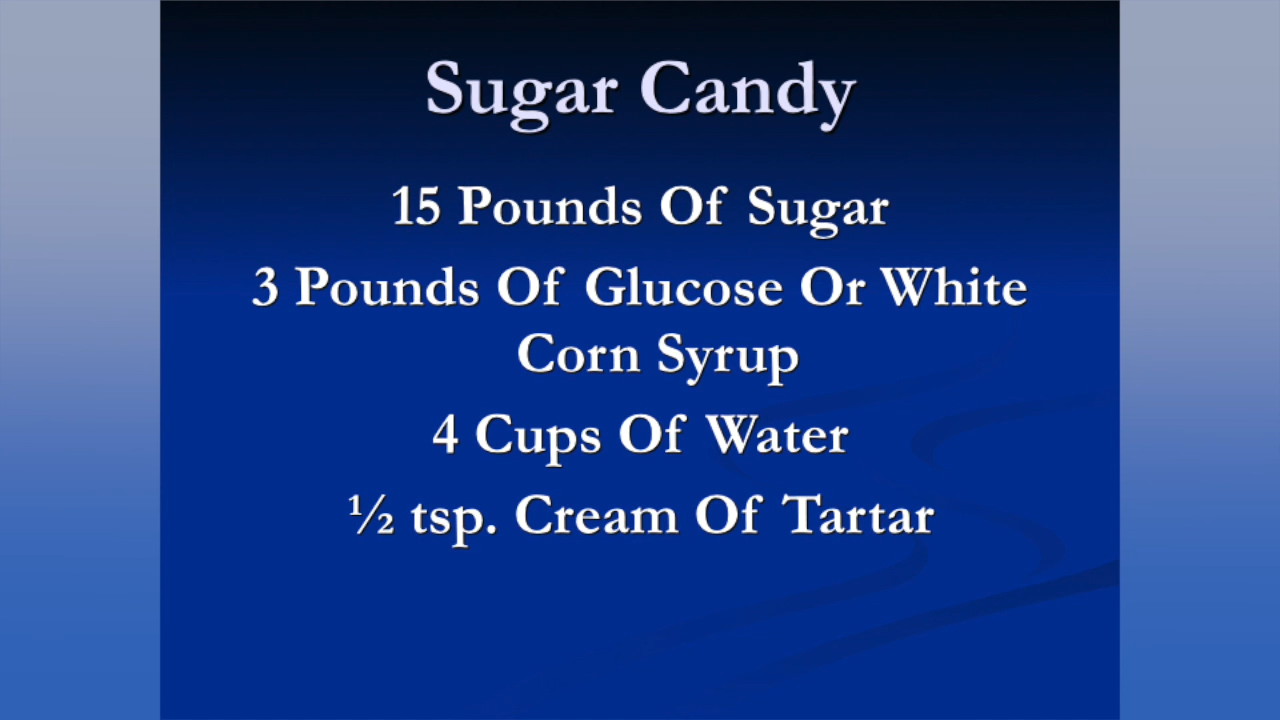 Sugar Candy
15 Pounds Of Sugar
3 Pounds Of Glucose Or White
Corn Syrup
4 Cups Of Water
½ tsp. Cream Of Tartar